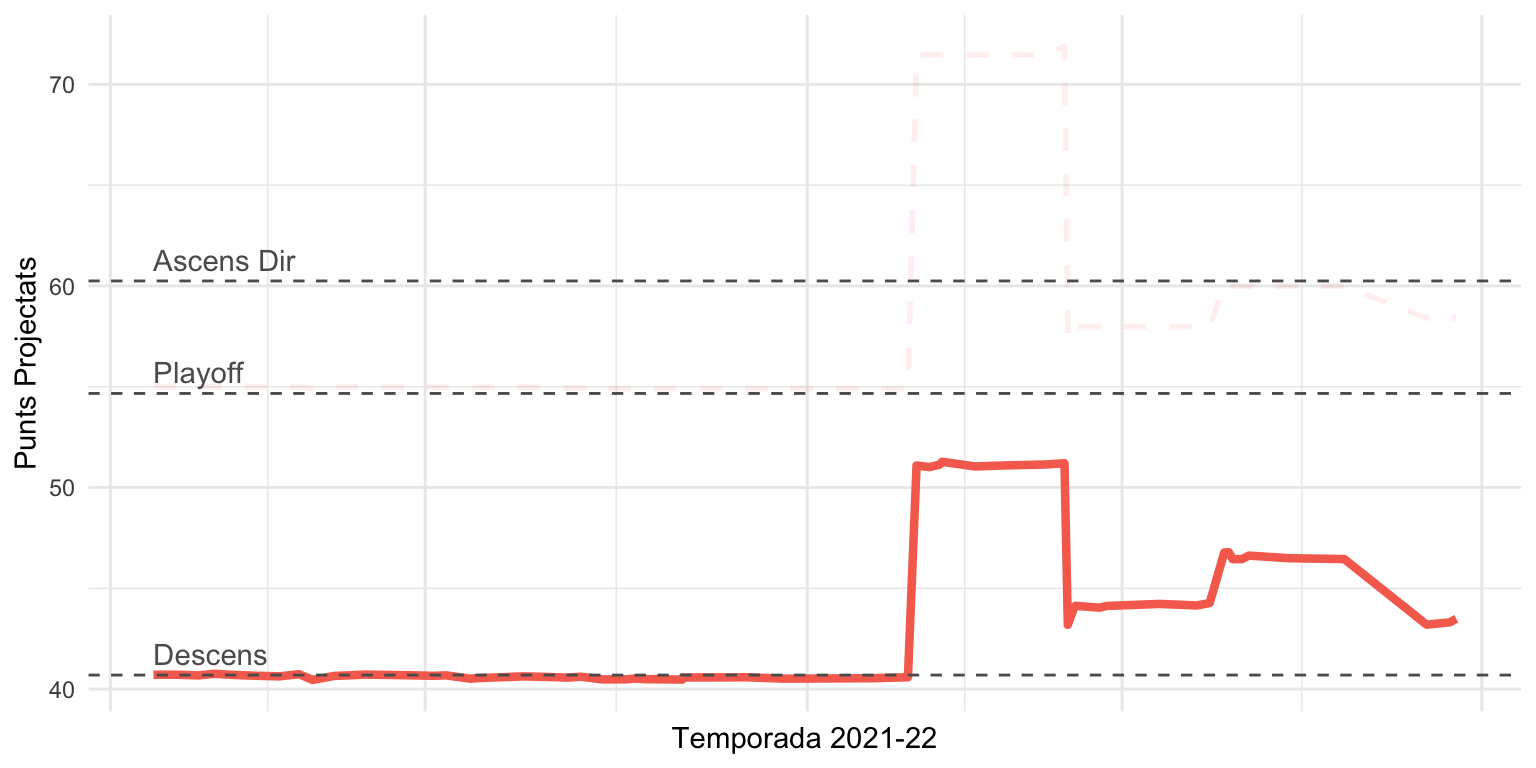 70
Ascens Dir
60
Playoff
50
Descens
40
Punts Projectats
Temporada 2021-22